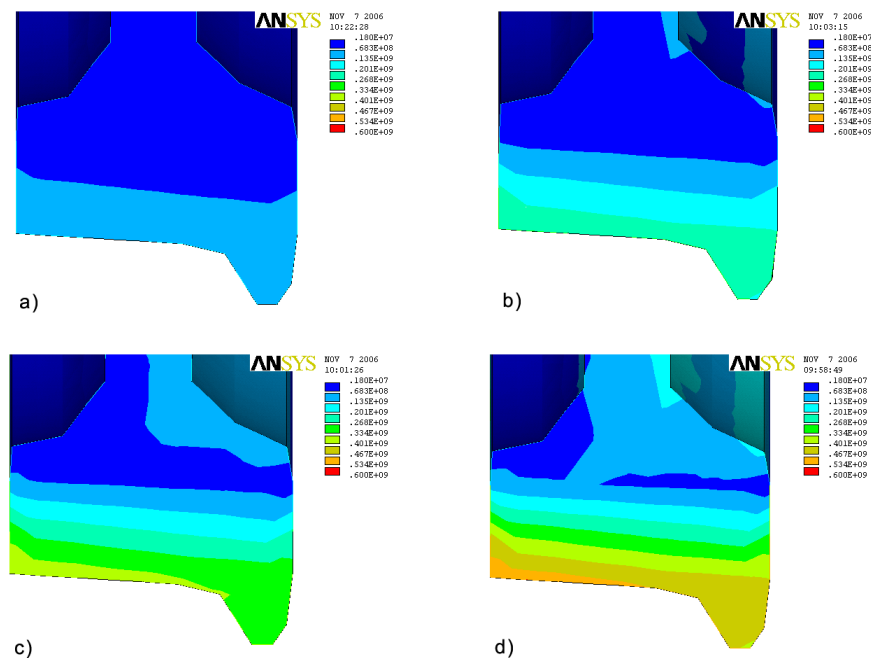 ANSYS
NOV 7 2006
10:22:28
.180E+07
.683E+08
.135E+09
.201E+09
.268E+09
.334E+09
.401E+09
.467E+09
.534E+09
.600E+09
a)
ANSYS
NOV 7 2006
10:03:15
.180E+07
.683E+08
.135E+09
.201E+09
.268E+09
.334E+09
.401E+09
.467E+09
.534E+09
.600E+09
b)
ANSYS
NOV 7 2006
10:01:26
.180E+07
.683E+08
.135E+09
.201E+09
.268E+09
.334E+09
.401E+09
.467E+09
.534E+09
.600E+09
c)
ANSYS
NOV 7 2006
09:58:49
.180E+07
.683E+08
.135E+09
.201E+09
.268E+09
.334E+09
.401E+09
.467E+09
.534E+09
.600E+09
d)